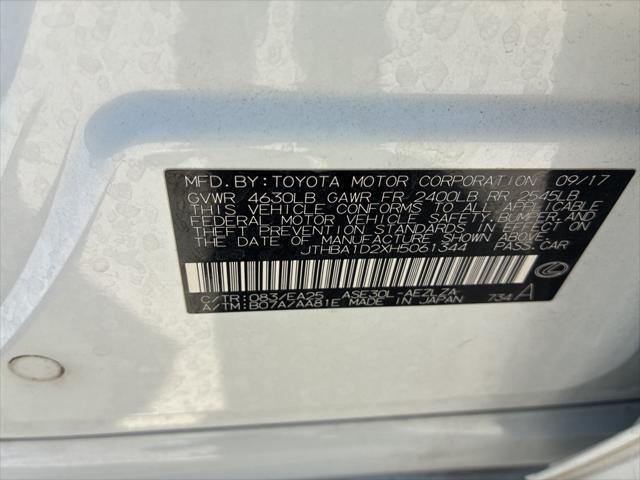 MFD. BY: TOYOTA MOTOR CORPORATION 09/17
GVWR 4630LB GAWR FR 2400LB RR 2545LB
THIS VEHICLE CONFORMS TO ALL APPLICABLE
FEDERAL MOTOR VEHICLE SAFETY, BUMPER, AND
THEFT PREVENTION STANDARDS IN EFFECT ON
THE DATE OF MANUFACTURE SHOWN ABOVE.
JTHBA1D2XH5061344 PASS. CAR
C/TR: 083/EA25 ASE30L-AEZLZA
A/TM: B07A/AA81E MADE IN JAPAN 734 A